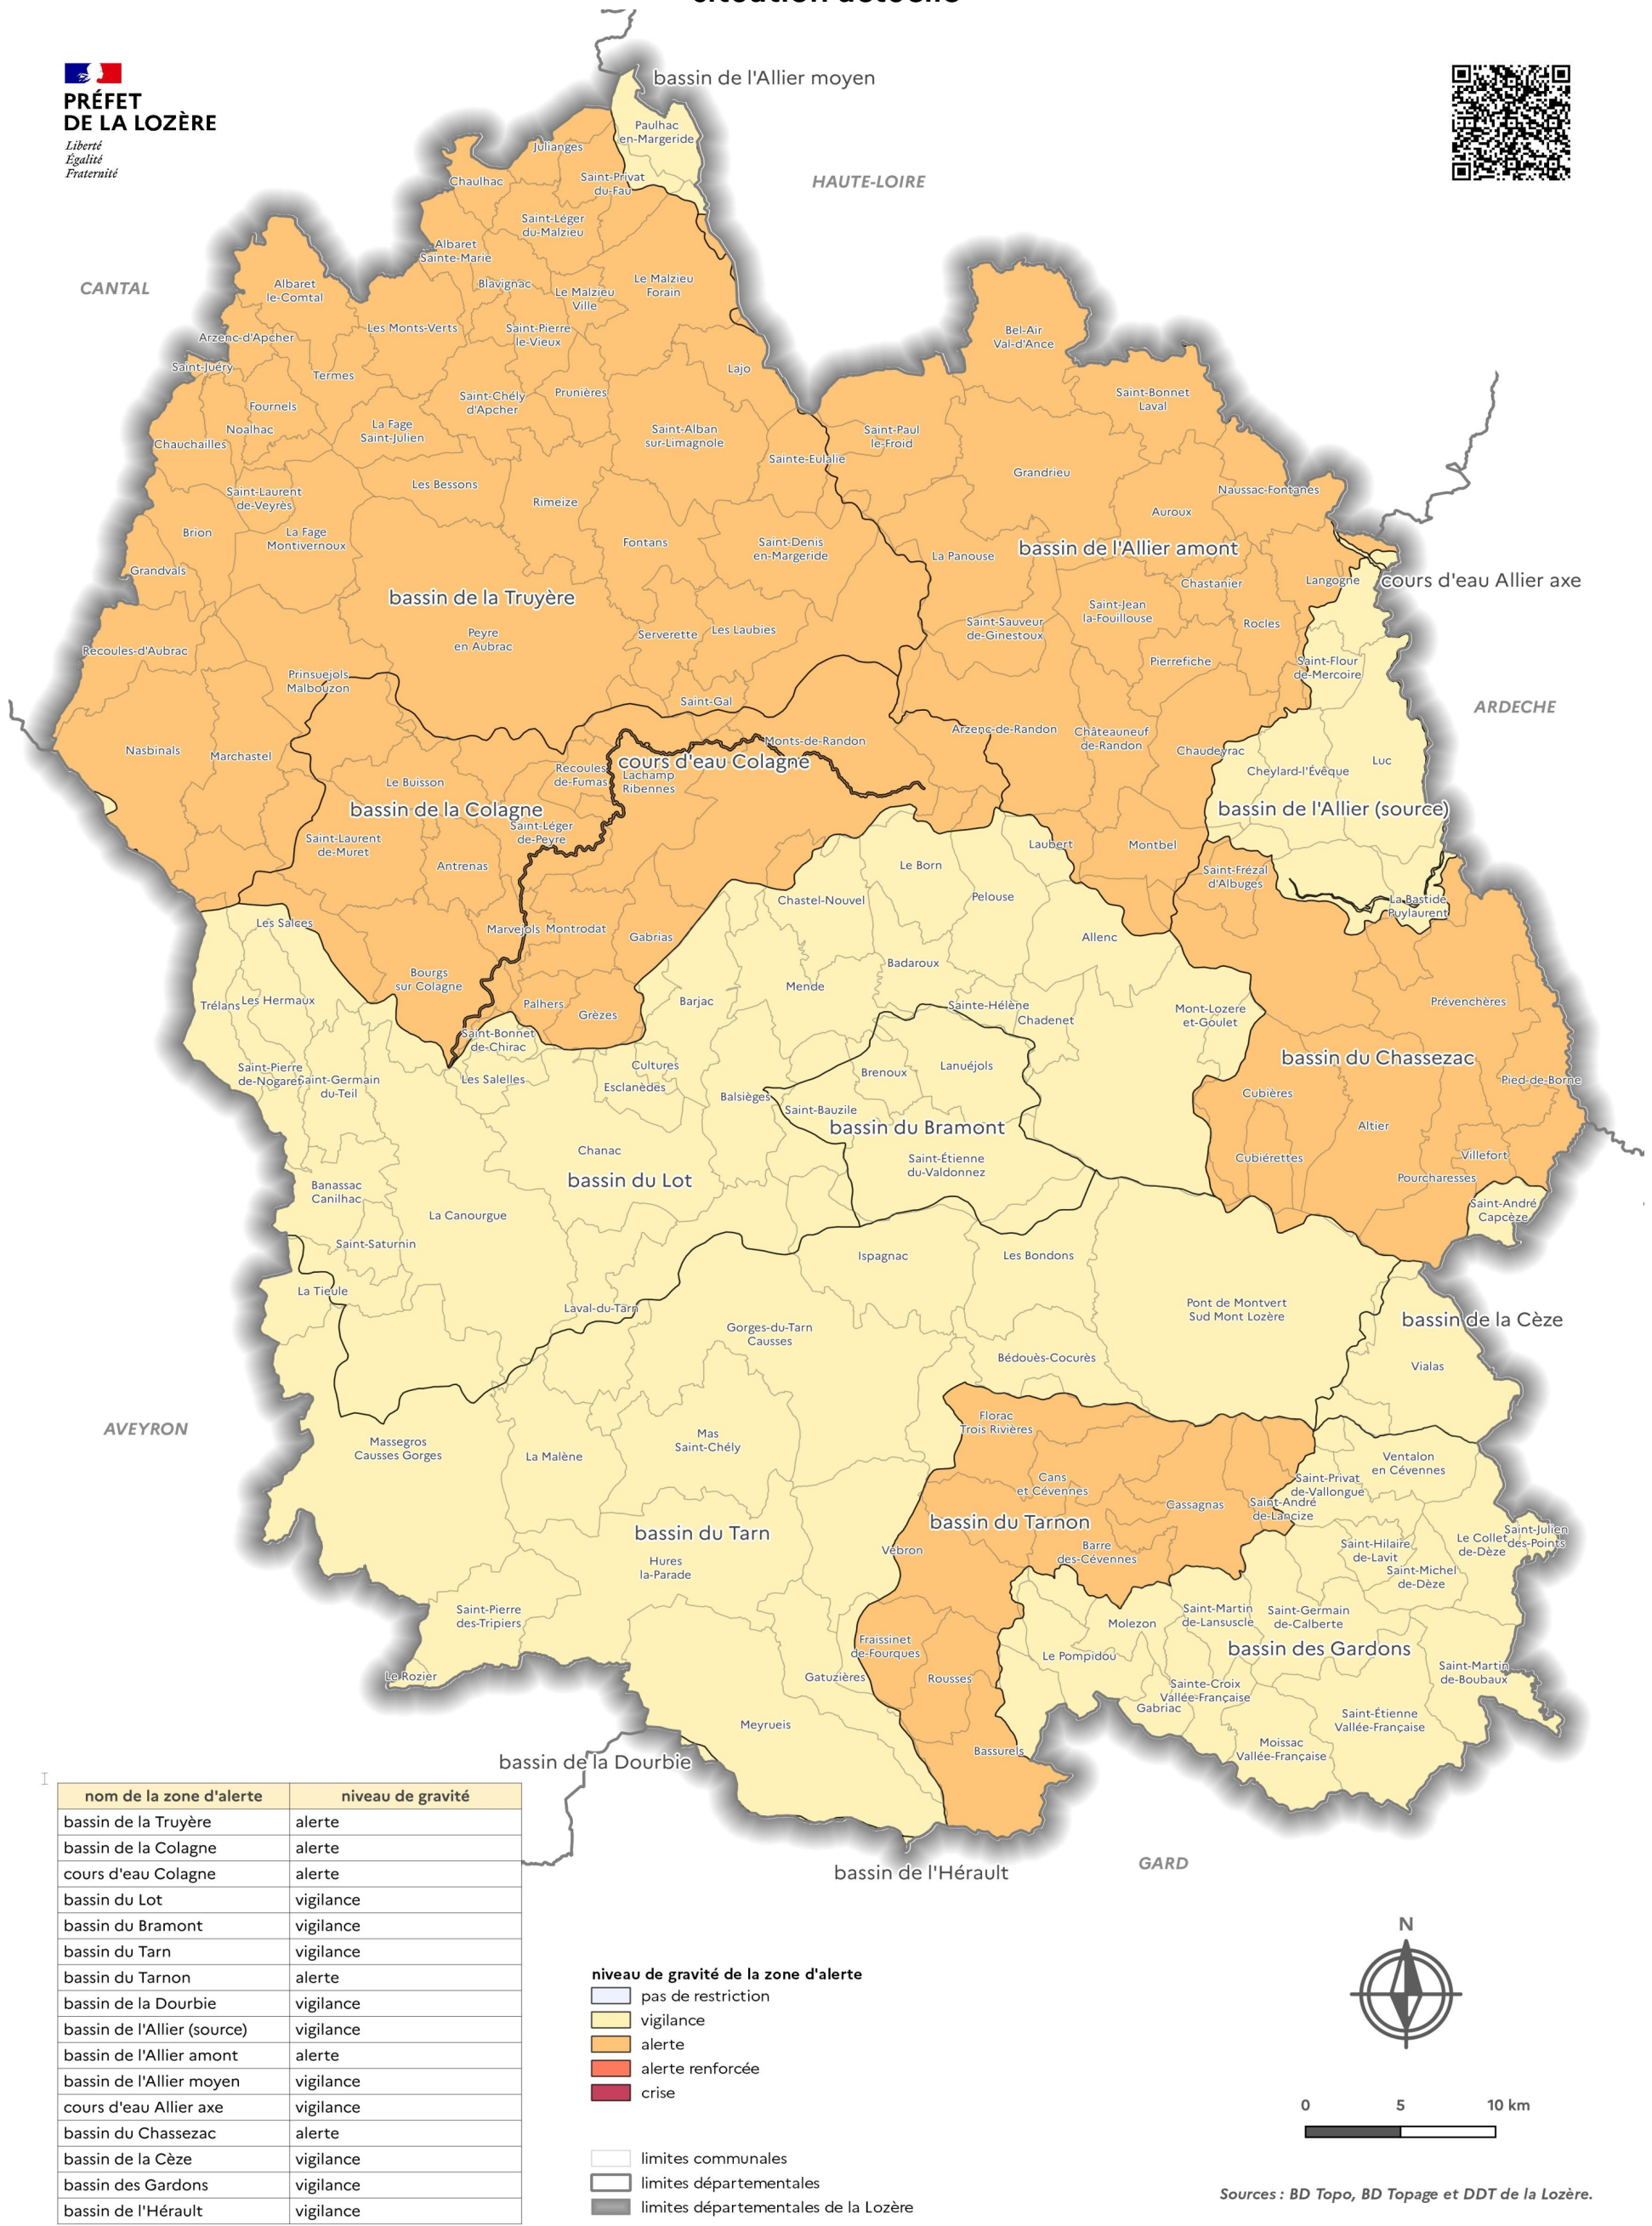 situation actuelle
PRÉFET
DE LA LOZÈRE
Liberté
Égalité
Fraternité
bassin de l'Allier moyen
Paulhac
en-Margeride
Julianges
HAUTE-LOIRE
Chaulhac
Saint-Privat
du-Fau
Saint-Léger
du-Malzieu
Albaret
Sainte-Marie
CANTAL
Albaret
le-Comtal
Blavignac
Le Malzieu
Ville
Le Malzieu
Forain
Arzenc-d'Apcher
Les Monts-Verts
Saint-Pierre
le-Vieux
Bel-Air
Val-d'Ance
Saint-Juéry
Termes
Lajo
Fournels
Saint-Chély
d'Apcher
Prunières
Saint-Bonnet
Laval
Noalhac
La Fage
Saint-Julien
Chauchailles
Saint-Alban
sur-Limagnole
Saint-Paul
le-Froid
Sainte-Eulalie
Grandrieu
Saint-Laurent
de-Veyrès
Les Bessons
Rimeize
Naussac-Fontanes
Auroux
Brion
La Fage
Montivernoux
Fontans
Saint-Denis
en-Margeride
La Panouse
bassin de l'Allier amont
Grandvals
Chastanier
Langogne
cours d'eau Allier axe
bassin de la Truyère
Saint-Jean
la-Fouillouse
Saint-Sauveur
de-Ginestoux
Rocles
Peyre
en Aubrac
Serverette
Les Laubies
Recoules-d'Aubrac
Pierrefiche
Saint-Flour
de-Mercoire
Prinsuejols
Malbouzon
Saint-Gal
ARDECHE
Nasbinals
Marchastel
Monts-de-Randon
Arzenc-de-Randon
Châteauneuf
de-Randon
Chaudeyrac
cours d'eau Colagne
Recoules
de-Fumas
Lachamp
Ribennes
Le Buisson
Cheylard-l'Évêque
Luc
bassin de la Colagne
bassin de l'Allier (source)
Saint-Léger
de-Peyre
Saint-Laurent
de-Muret
Antrenas
Laubert
Montbel
Le Born
Saint-Frézal
d'Albuges
Chastel-Nouvel
Pelouse
La Bastide
Puylaurent
Les Salces
Marvejols
Montrodat
Gabrias
Allenc
Badaroux
Bourgs
sur Colagne
Mende
Trélans
Les Hermaux
Palhers
Grèzes
Barjac
Sainte-Hélène
Chadenet
Mont-Lozere
et-Goulet
Prévenchères
Saint-Bonnet
de-Chirac
bassin du Chassezac
Saint-Pierre
de-Nogaret
Saint-Germain
du-Teil
Les Salelles
Cultures
Esclanèdes
Brenoux
Lanuéjols
Pied-de-Borne
Balsièges
Saint-Bauzile
Cubières
bassin du Bramont
Altier
Chanac
Saint-Étienne
du-Valdonnez
Cubiérettes
Villefort
Banassac
Canilhac
bassin du Lot
Pourcharesses
La Canourgue
Saint-André
Capcèze
Saint-Saturnin
Ispagnac
Les Bondons
La Tieule
Laval-du-Tarn
Pont de Montvert
Sud Mont Lozère
Gorges-du-Tarn
Causses
bassin de la Cèze
Bédouès-Cocurès
Vialas
AVEYRON
Florac
Trois Rivières
Massegros
Causses Gorges
La Malène
Mas
Saint-Chély
Ventalon
en Cévennes
Cans
et Cévennes
Saint-Privat
de-Vallongue
Cassagnas
Saint-André
de-Lancize
bassin du Tarn
bassin du Tarnon
Vebron
Barre
des-Cévennes
Saint-Hilaire
de-Lavit
Le Collet
de-Dèze
Saint-Julien
des-Points
Hures
la-Parade
Saint-Michel
de-Dèze
Saint-Pierre
des-Tripiers
Molezon
Saint-Martin
de-Lansuscle
Saint-Germain
de-Calberte
Fraissinet
de-Fourques
Le Pompidou
bassin des Gardons
Le Rozier
Gatuzières
Rousses
Saint-Martin
de-Boubaux
Sainte-Croix
Vallée-Française
Gabriac
Meyrueis
Saint-Étienne
Vallée-Française
Bassurels
Moissac
Vallée-Française
bassin de la Dourbie
bassin de l'Hérault
GARD
nom de la zone d'alerte niveau de gravité
bassin de la Truyère alerte
bassin de la Colagne alerte
cours d'eau Colagne alerte
bassin du Lot vigilance
bassin du Bramont vigilance
bassin du Tarn vigilance
bassin du Tarnon alerte
bassin de la Dourbie vigilance
bassin de l'Allier (source) vigilance
bassin de l'Allier amont alerte
bassin de l'Allier moyen vigilance
cours d'eau Allier axe vigilance
bassin du Chassezac alerte
bassin de la Cèze vigilance
bassin des Gardons vigilance
bassin de l'Hérault vigilance
niveau de gravité de la zone d'alerte
pas de restriction
vigilance
alerte
alerte renforcée
crise
limites communales
limites départementales
limites départementales de la Lozère
N
0 5 10 km
Sources : BD Topo, BD Topage et DDT de la Lozère.